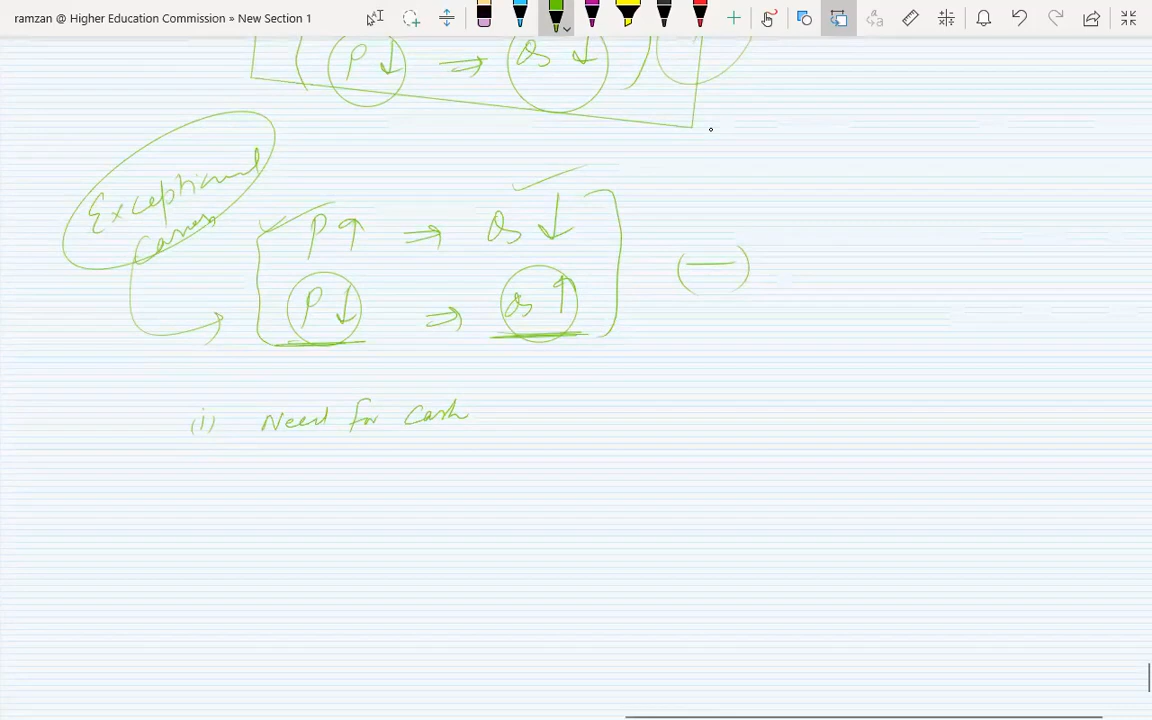 ramzan @ Higher Education Commission » New Section 1
P↓ ⇒ Qs ↓
Exceptional
Cases
P↑ ⇒ Qs ↓
P↓ ⇒ Qs ↑
(−)
(i) Need for Cash